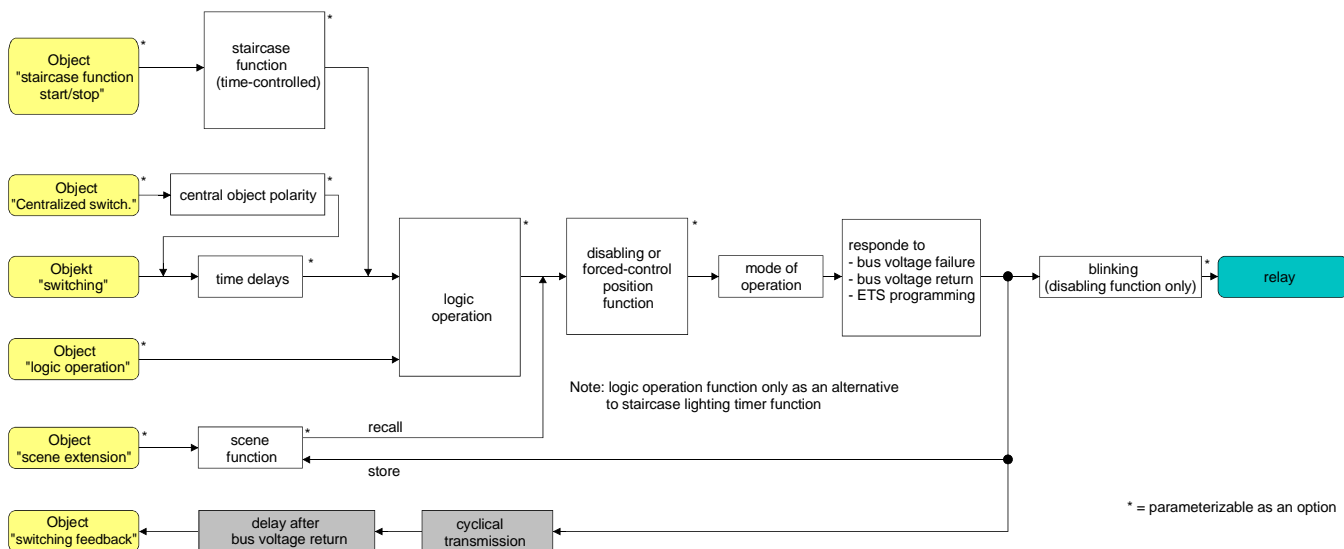 *
Object
"staircase function
start/stop"
*
staircase
function
(time-controlled)
*
Object
"Centralized switch."
*
central object polarity
Objekt
"switching"
*
time delays
*
logic
operation
*
disabling or
forced-control
position
function
mode of
operation
responde to
- bus voltage failure
- bus voltage return
- ETS programming
blinking
(disabling function only)
*
relay
*
Object
"logic operation"
Note: logic operation function only as an alternative
to staircase lighting timer function
*
Object
"scene extension"
*
scene
function
recall
store
Object
"switching feedback"
delay after
bus voltage return
cyclical
transmission
* = parameterizable as an option